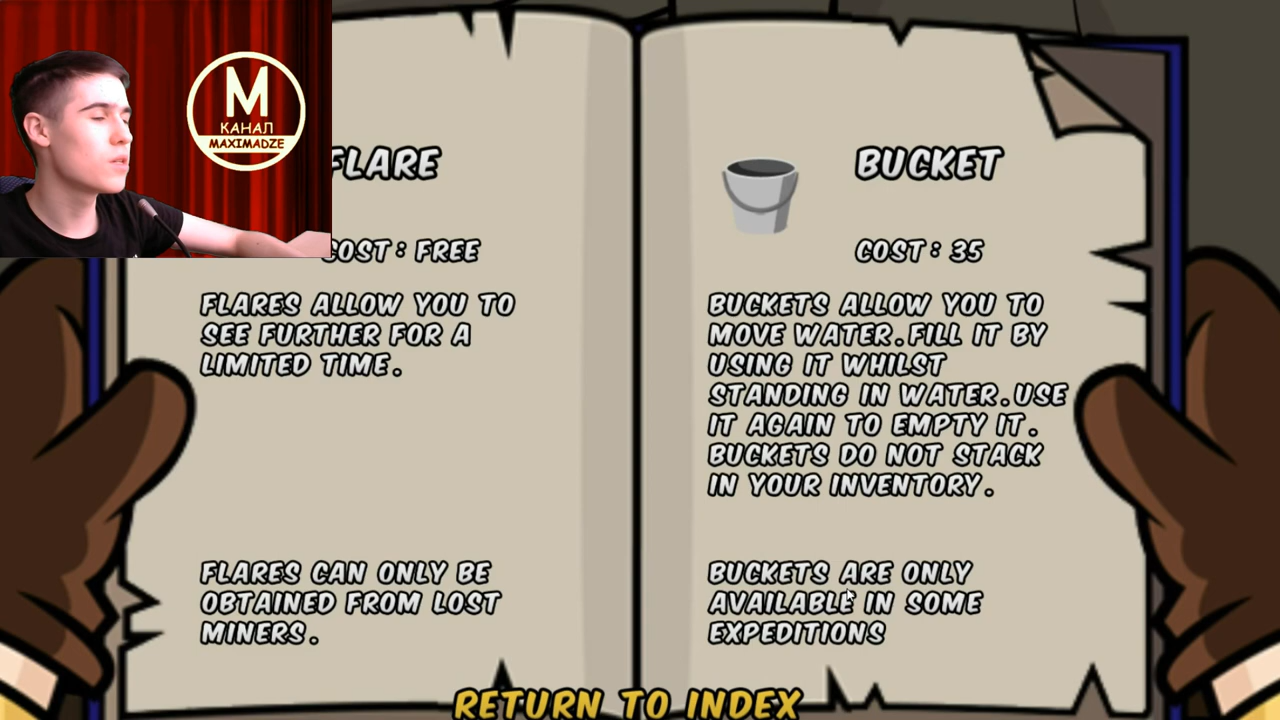 M
КАНАЛ
MAXIMADZE
FLARE
COST: FREE
FLARES ALLOW YOU TO
SEE FURTHER FOR A
LIMITED TIME.
FLARES CAN ONLY BE
OBTAINED FROM LOST
MINERS.
BUCKET
COST: 35
BUCKETS ALLOW YOU TO
MOVE WATER.FILL IT BY
USING IT WHILST
STANDING IN WATER.USE
IT AGAIN TO EMPTY IT.
BUCKETS DO NOT STACK
IN YOUR INVENTORY.
BUCKETS ARE ONLY
AVAILABLE IN SOME
EXPEDITIONS
RETURN TO INDEX